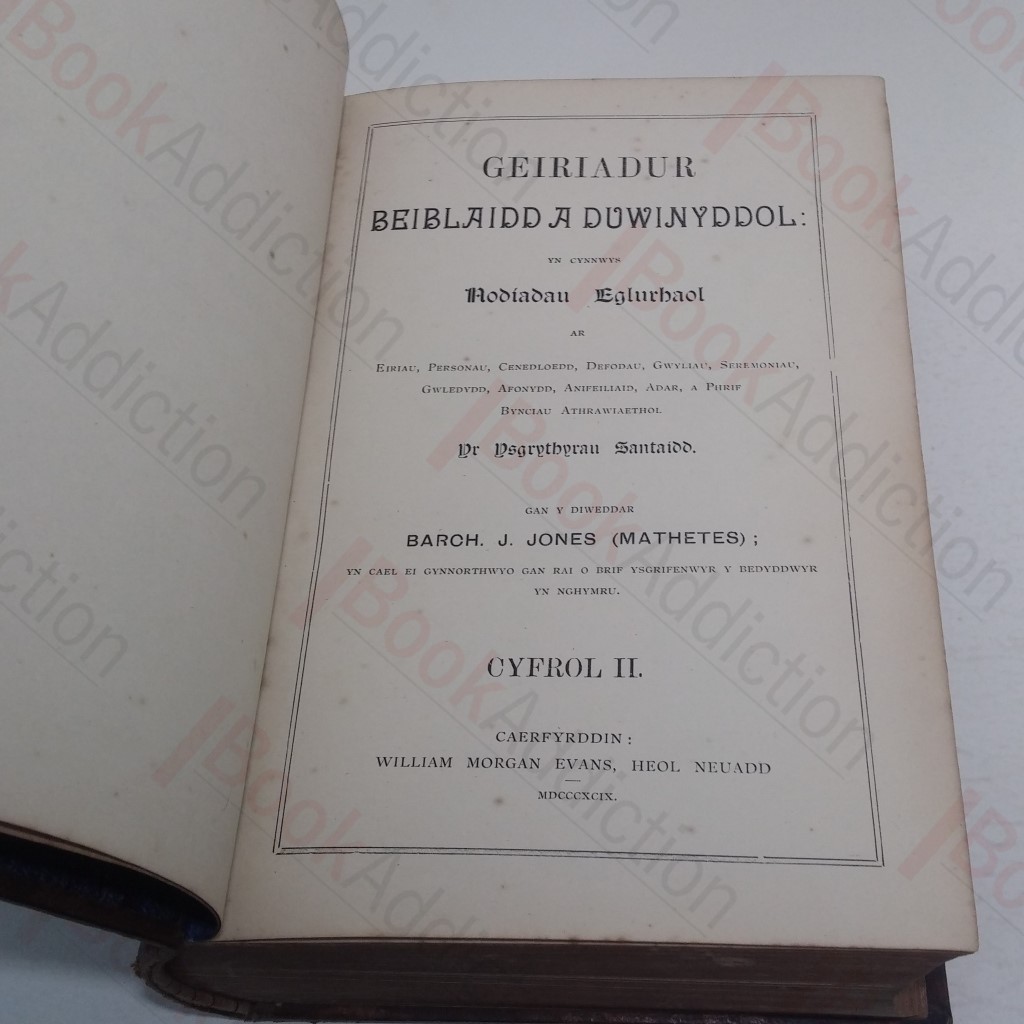 GEIRIADUR
BEIBLAIDD A DUWINYDDOL:
YN CYNNWYS
Nodiadau Eglurhaol
AR
EIRIAU, PERSONAU, CENEDLOEDD, DEFODAU, GWYLIAU, SEREMONIAU,
GWLEDYDD, AFONYDD, ANIFEILIAID, ADAR, A PHRIF
BYNCIAU ATHRAWIAETHOL
Yr Ysgrythyrau Santaidd.
GAN Y DIWEDDAR
BARCH. J. JONES (MATHETES);
YN CAEL EI GYNNORTHWYO GAN RAI O BRIF YSGRIFENWYR Y BEDYDDWYR
YN NGHYMRU.
CYFROL II.
CAERFYRDDIN:
WILLIAM MORGAN EVANS, HEOL NEUADD
MDCCCXCIX.
BookAddiction